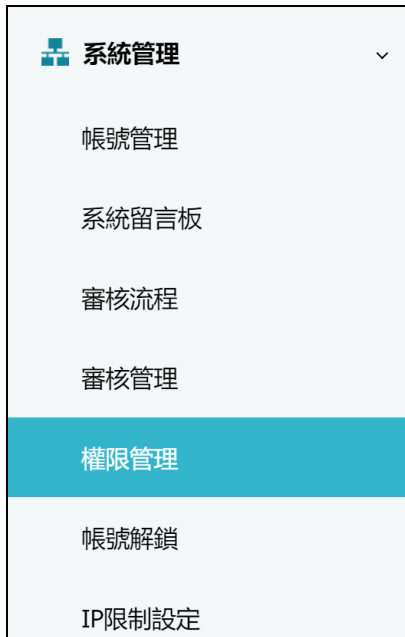 系統管理
帳號管理
系統留言板
審核流程
審核管理
權限管理
帳號解鎖
IP限制設定